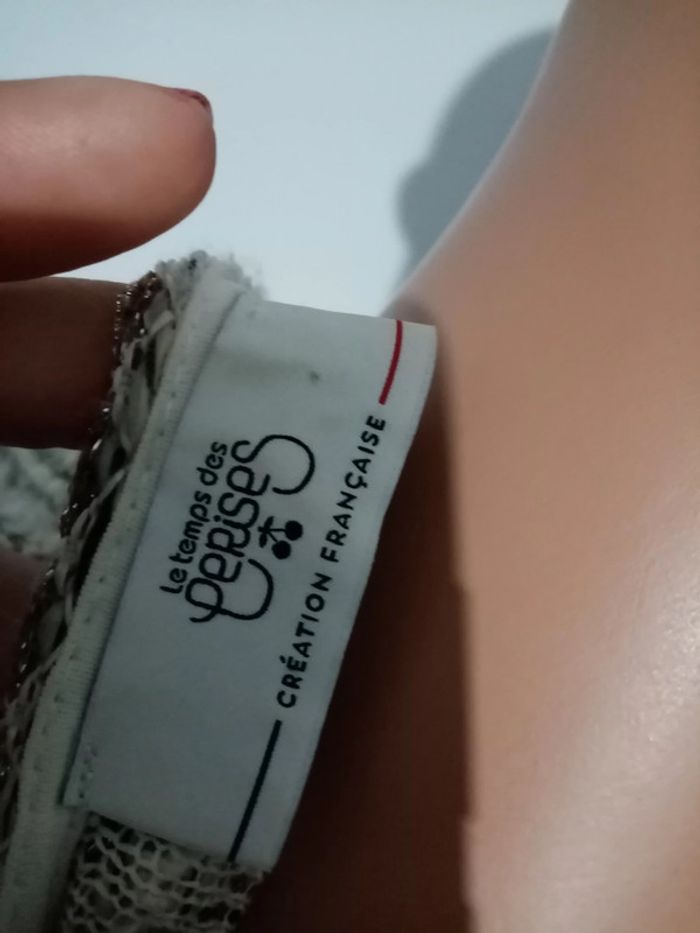 Le temps des
CeRiSeS
CRÉATION FRANÇAISE